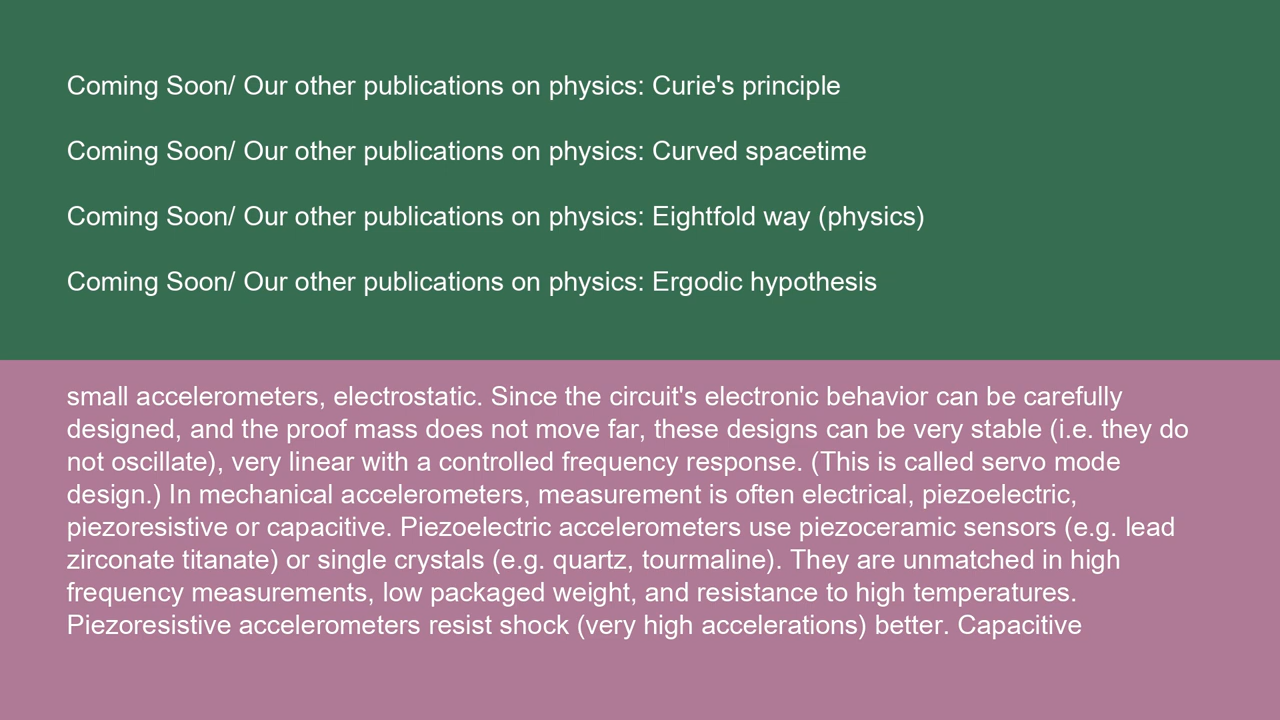 Coming Soon/ Our other publications on physics: Curie's principle
Coming Soon/ Our other publications on physics: Curved spacetime
Coming Soon/ Our other publications on physics: Eightfold way (physics)
Coming Soon/ Our other publications on physics: Ergodic hypothesis
small accelerometers, electrostatic. Since the circuit's electronic behavior can be carefully
designed, and the proof mass does not move far, these designs can be very stable (i.e. they do
not oscillate), very linear with a controlled frequency response. (This is called servo mode
design.) In mechanical accelerometers, measurement is often electrical, piezoelectric,
piezoresistive or capacitive. Piezoelectric accelerometers use piezoceramic sensors (e.g. lead
zirconate titanate) or single crystals (e.g. quartz, tourmaline). They are unmatched in high
frequency measurements, low packaged weight, and resistance to high temperatures.
Piezoresistive accelerometers resist shock (very high accelerations) better. Capacitive